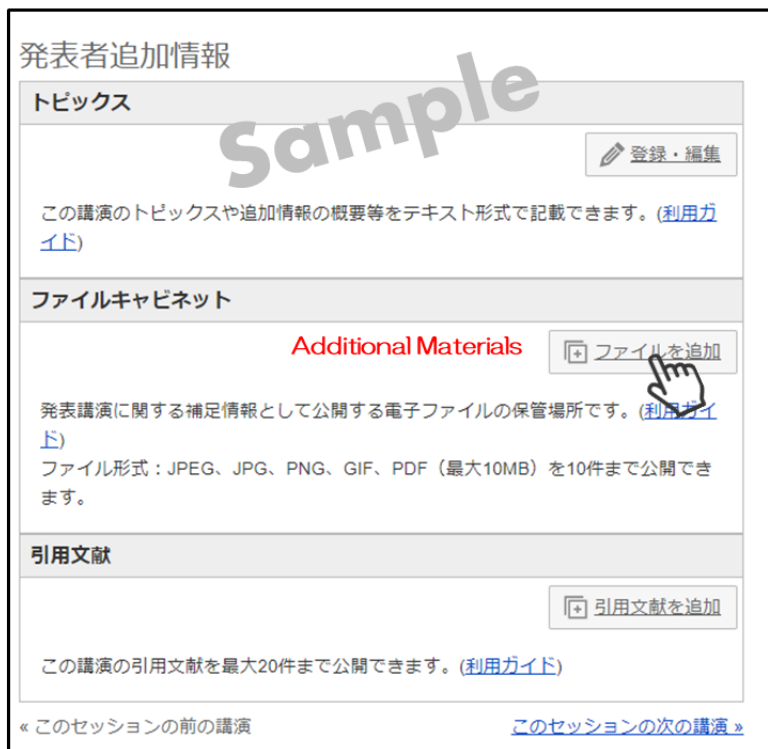 発表者追加情報
Sample
トピックス
登録・編集
この講演のトピックスや追加情報の概要等をテキスト形式で記載できます。(利用ガ
イド)
ファイルキャビネット
Additional Materials
ファイルを追加
発表講演に関する補足情報として公開する電子ファイルの保管場所です。(利用ガイ
ド)
ファイル形式：JPEG、JPG、PNG、GIF、PDF（最大10MB）を10件まで公開でき
ます。
引用文献
引用文献を追加
この講演の引用文献を最大20件まで公開できます。(利用ガイド)
« このセッションの前の講演
このセッションの次の講演 »